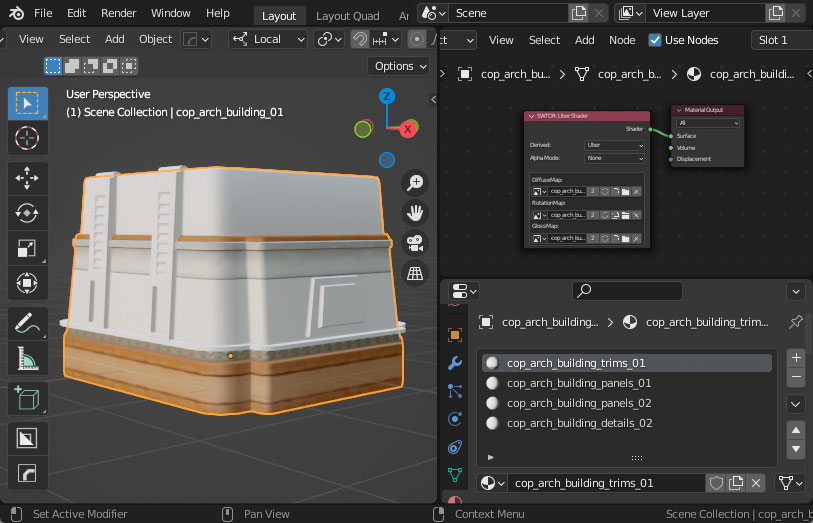 File Edit Render Window Help Layout Layout Quad Scene View Layer
View Select Add Object Local View Select Add Node Use Nodes Slot 1
Options cop_arch_bu... cop_arch_b... cop_arch_buildi...
User Perspective
(1) Scene Collection | cop_arch_building_01
Z
X
SWTOR: Uber Shader
Shader
Derived: Uber
Alpha Mode: None
DiffuseMap:
cop_arch_bu... 2
RotationMap:
cop_arch_bu... 2
GlossMap:
cop_arch_bu... 2
Material Output
All
Surface
Volume
Displacement
cop_arch_building... cop_arch_building_trim...
cop_arch_building_trims_01
cop_arch_building_panels_01
cop_arch_building_panels_02
cop_arch_building_details_02
cop_arch_building_trims_01
Set Active Modifier Pan View Context Menu Scene Collection | cop_arch_b